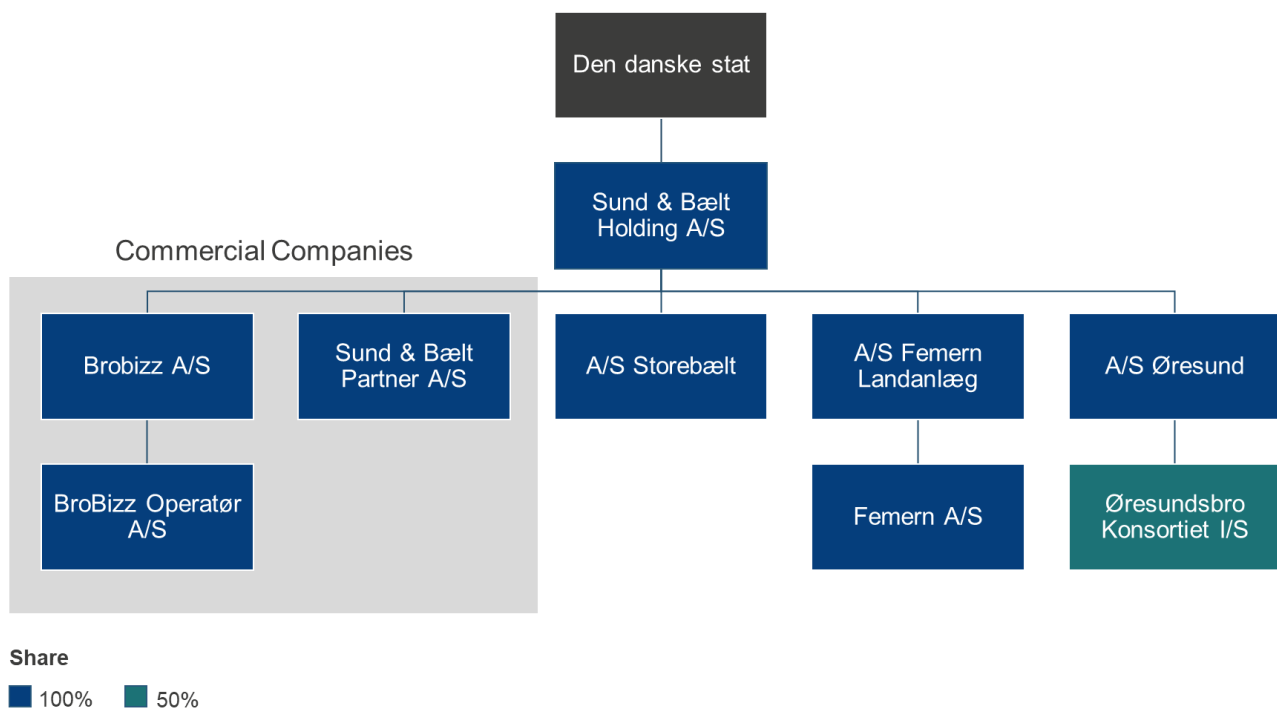 Den danske stat
Sund & Bælt
Holding A/S
Commercial Companies
Brobizz A/S
Sund & Bælt
Partner A/S
A/S Storebælt
A/S Femern
Landanlæg
A/S Øresund
BroBizz Operatør
A/S
Femern A/S
Øresundsbro
Konsortiet I/S
Share
100%
50%